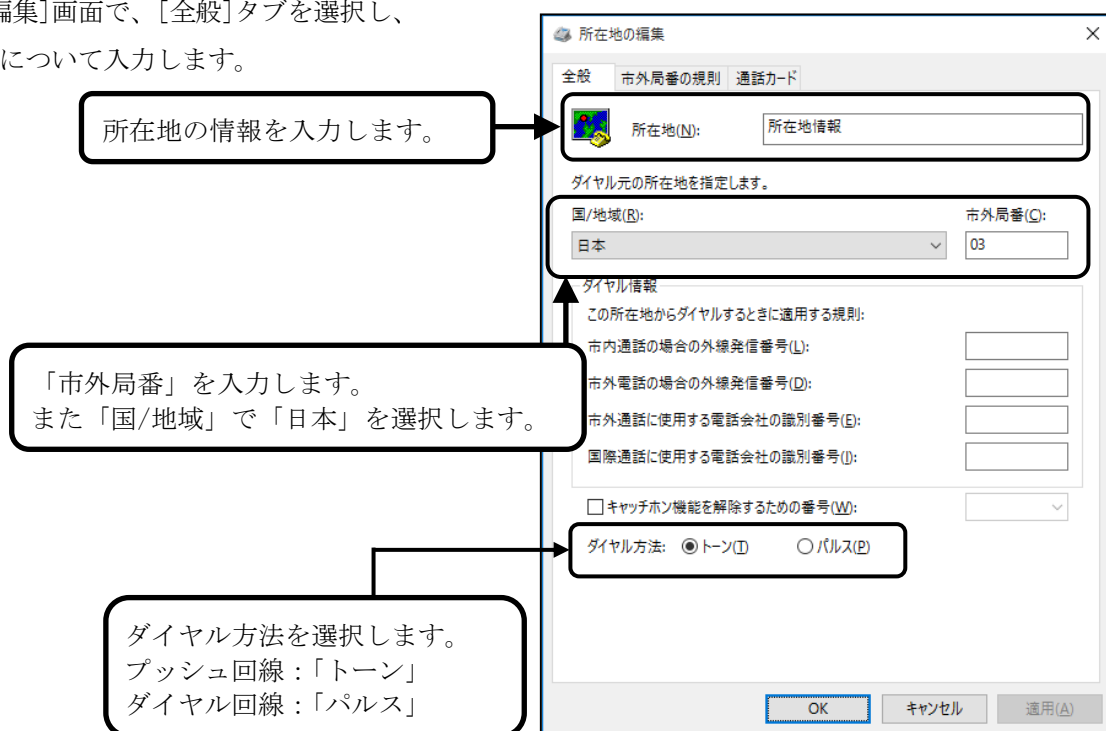 編集]画面で、[全般]タブを選択し、
について入力します。
所在地の情報を入力します。
「市外局番」を入力します。
また「国/地域」で「日本」を選択します。
ダイヤル方法を選択します。
プッシュ回線：「トーン」
ダイヤル回線：「パルス」
所在地の編集
全般 市外局番の規則 通話カード
所在地(N): 所在地情報
ダイヤル元の所在地を指定します。
国/地域(R): 市外局番(C):
日本 03
ダイヤル情報
この所在地からダイヤルするときに適用する規則:
市内通話の場合の外線発信番号(L):
市外電話の場合の外線発信番号(D):
市外通話に使用する電話会社の識別番号(E):
国際通話に使用する電話会社の識別番号(I):
キャッチホン機能を解除するための番号(W):
ダイヤル方法: トーン(T) パルス(P)
OK キャンセル 適用(A)